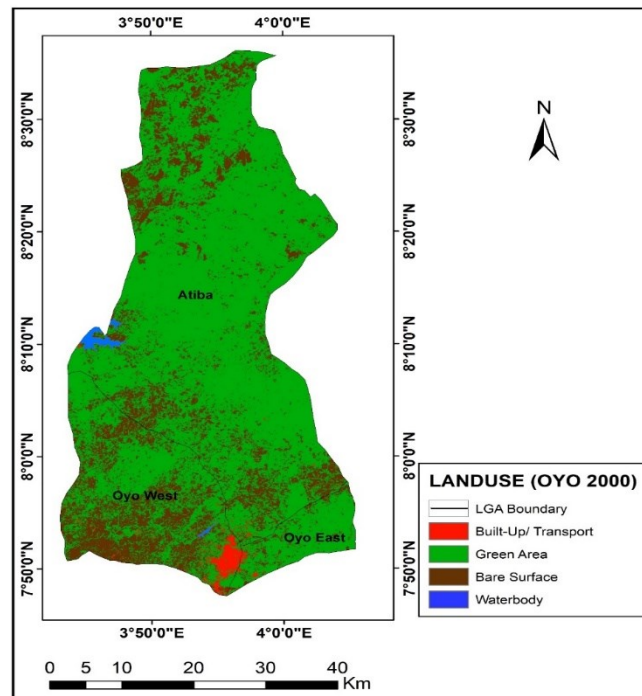 3°50'0"E 4°0'0"E
N
8°30'0"N 8°30'0"N
8°20'0"N 8°20'0"N
Atiba
8°10'0"N 8°10'0"N
8°0'0"N 8°0'0"N
LANDUSE (OYO 2000)
Oyo West
LGA Boundary
Built-Up/ Transport
Oyo East
Green Area
7°50'0"N 7°50'0"N
Bare Surface
Waterbody
3°50'0"E 4°0'0"E
0 5 10 20 30 40
Km